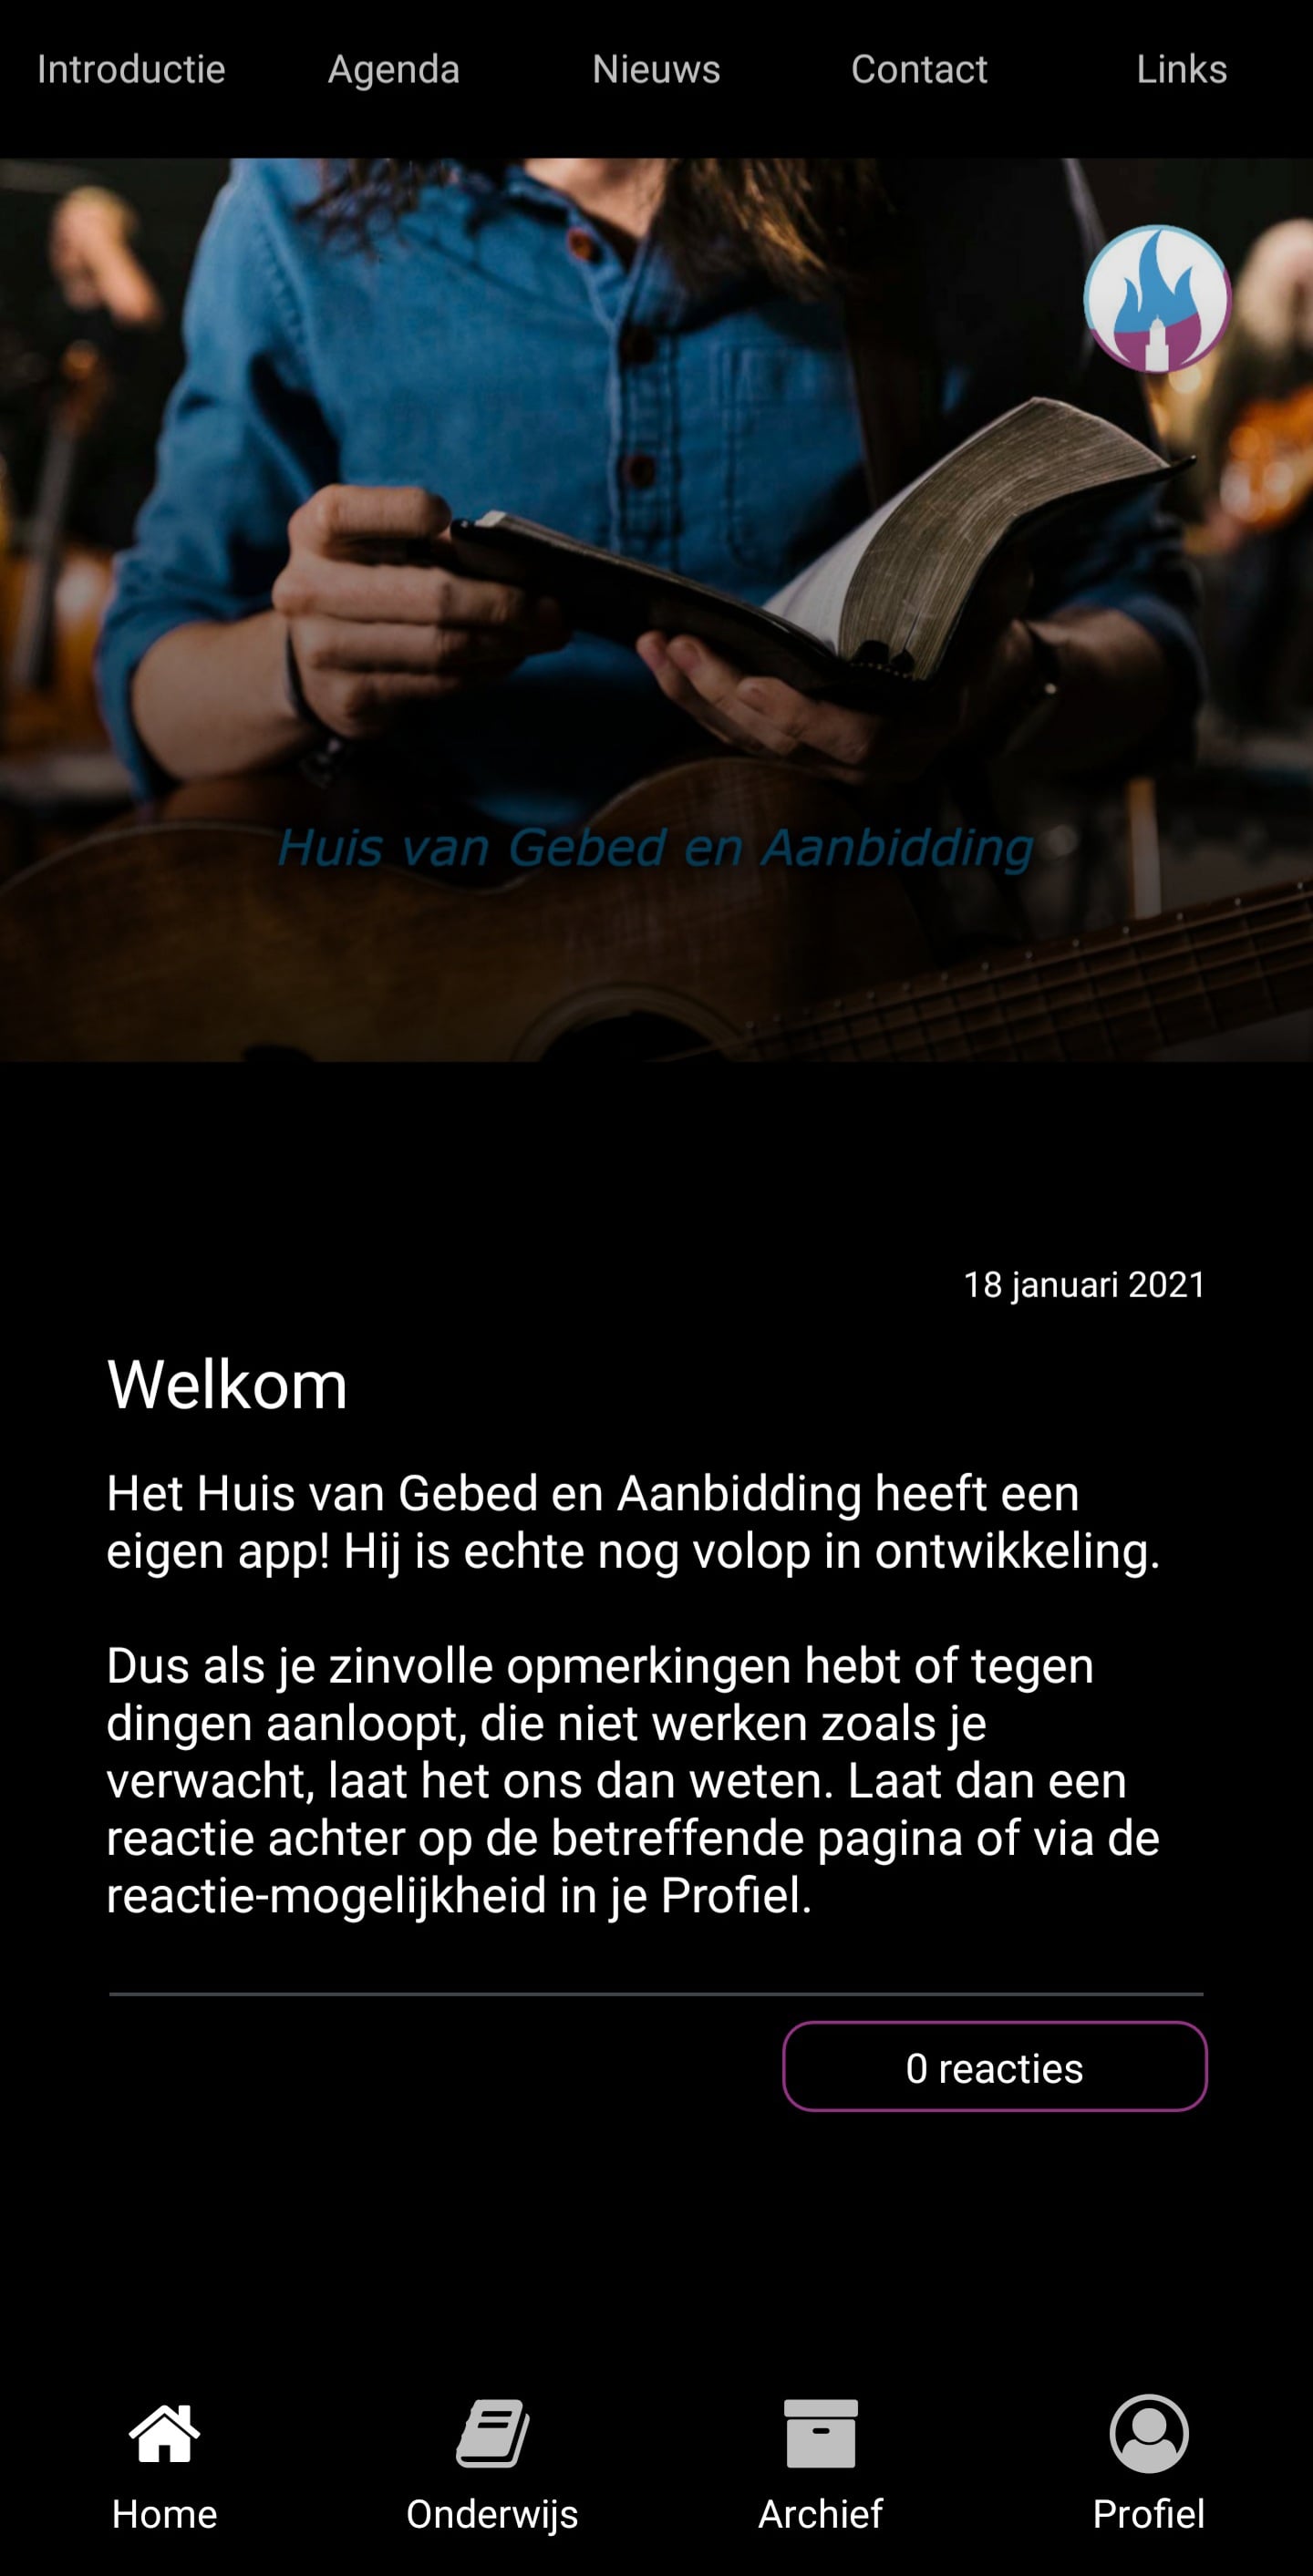 Introductie Agenda Nieuws Contact Links
Huis van Gebed en Aanbidding
18 januari 2021
Welkom
Het Huis van Gebed en Aanbidding heeft een
eigen app! Hij is echte nog volop in ontwikkeling.
Dus als je zinvolle opmerkingen hebt of tegen
dingen aanloopt, die niet werken zoals je
verwacht, laat het ons dan weten. Laat dan een
reactie achter op de betreffende pagina of via de
reactie-mogelijkheid in je Profiel.
0 reacties
Home Onderwijs Archief Profiel